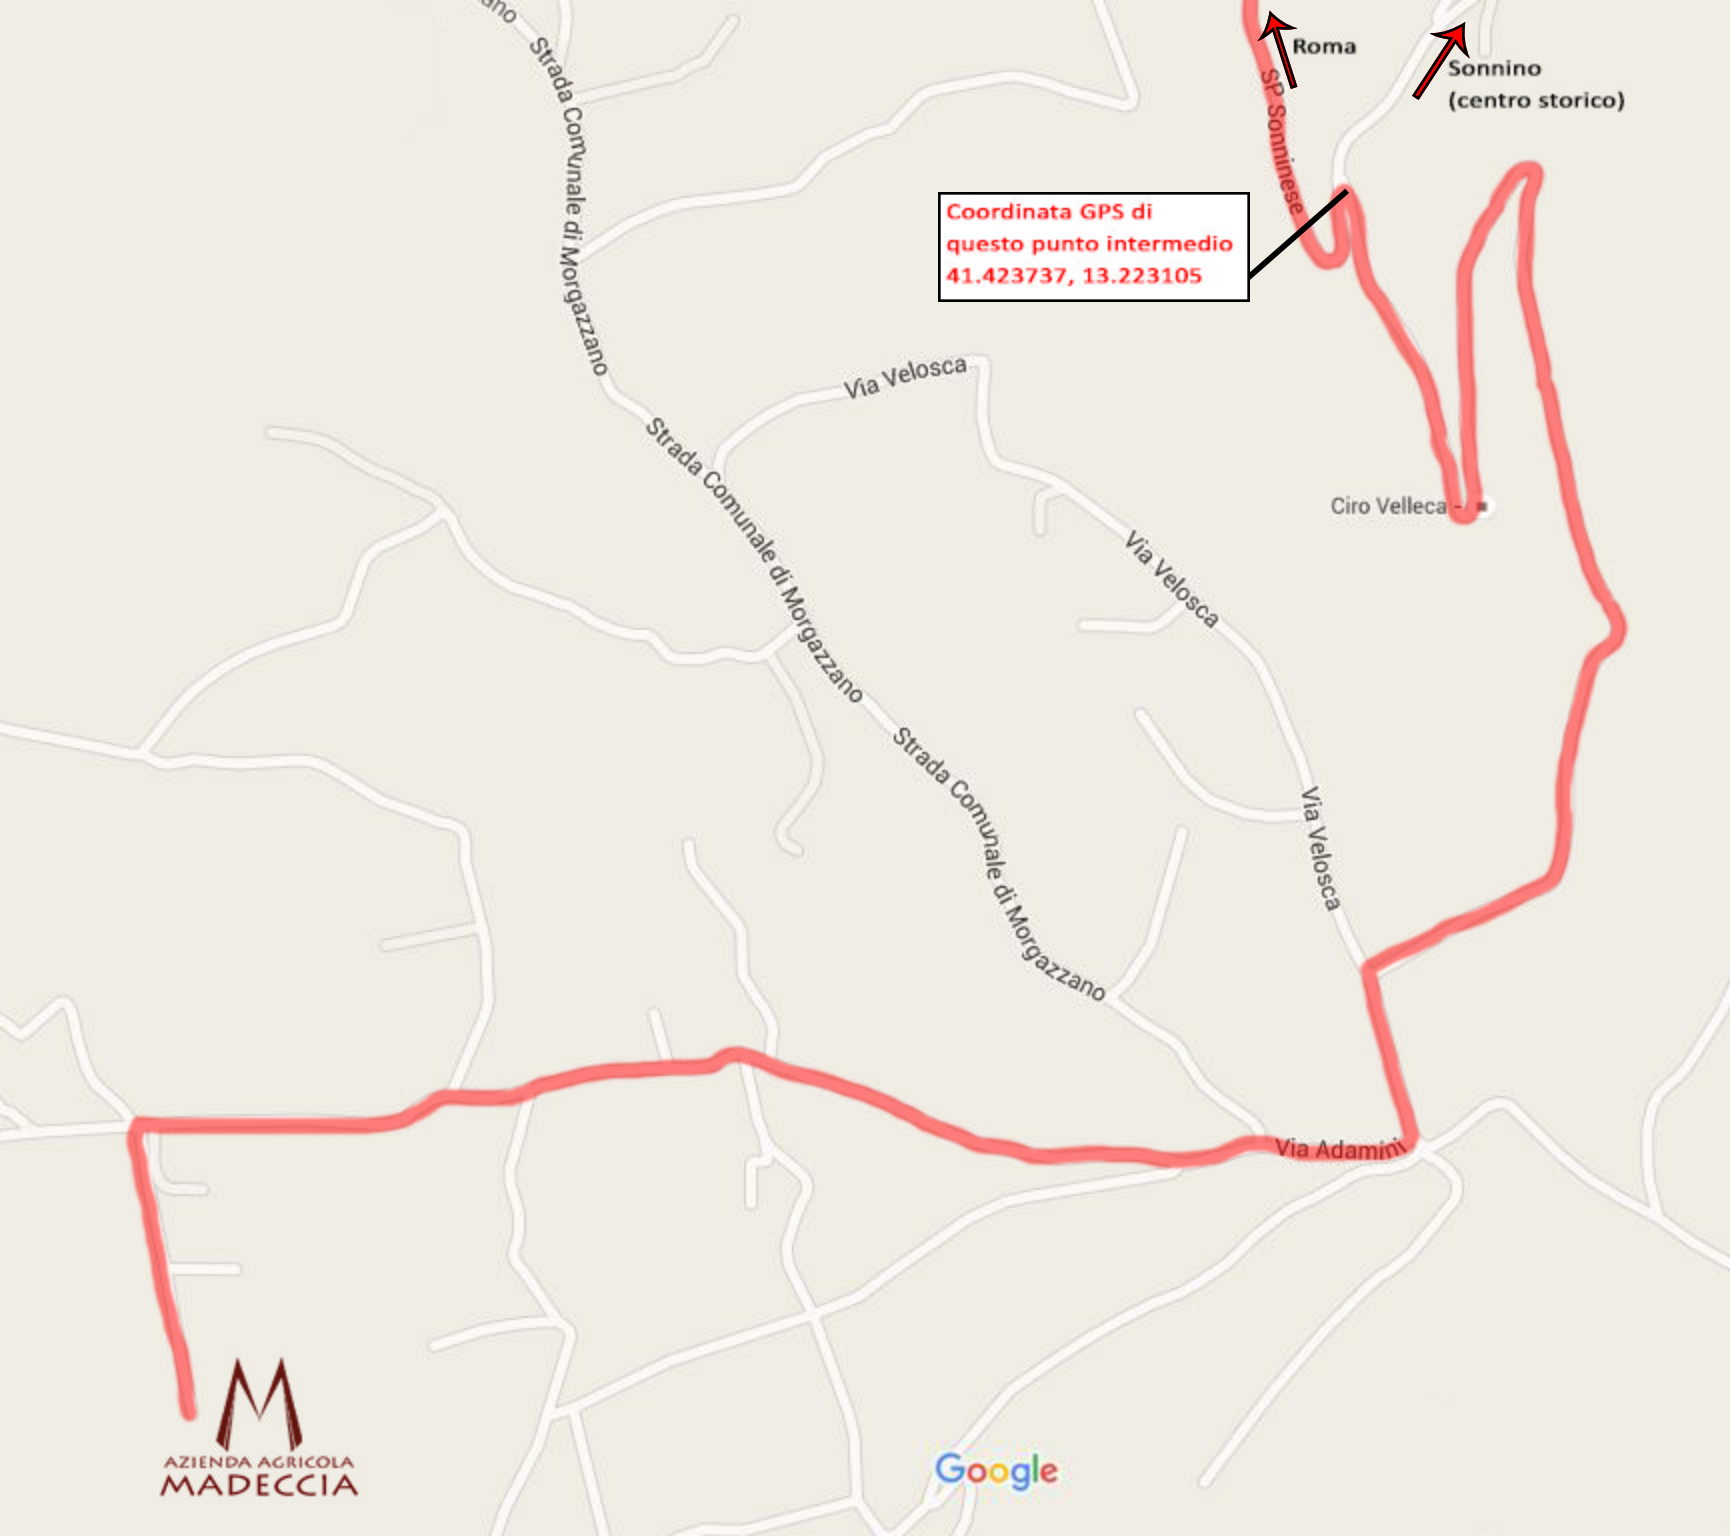 ano
Strada Comunale di Morgazzano
Roma
Sonnino
(centro storico)
SP Sonninese
Coordinata GPS di
questo punto intermedio
41.423737, 13.223105
Via Velosca
Strada Comunale di Morgazzano
Ciro Velleca
Via Velosca
Strada Comunale di Morgazzano
Via Velosca
Via Adamini
AZIENDA AGRICOLA
MADECCIA
Google